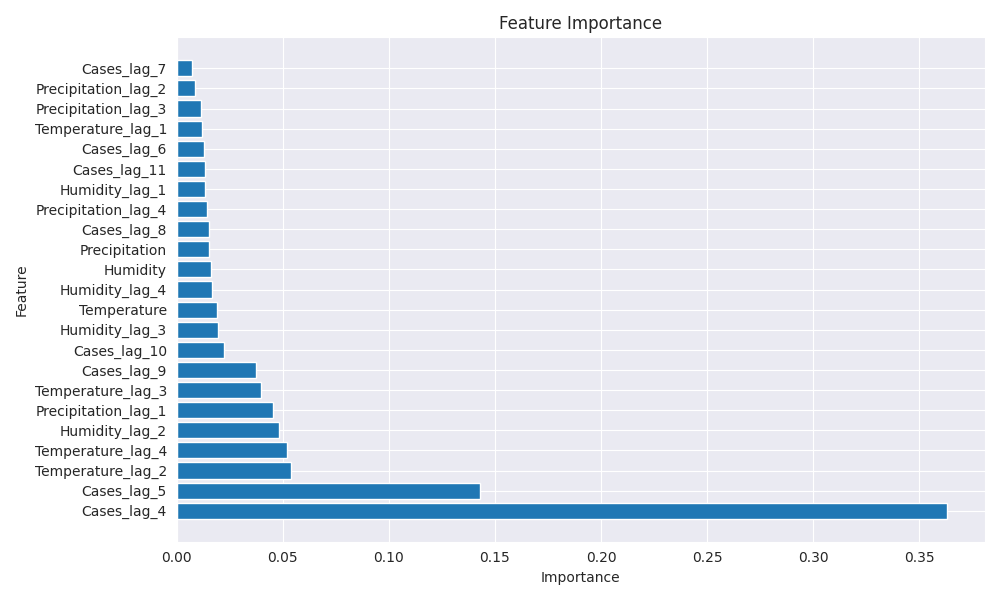 Feature Importance
Cases_lag_7
Precipitation_lag_2
Precipitation_lag_3
Temperature_lag_1
Cases_lag_6
Cases_lag_11
Humidity_lag_1
Precipitation_lag_4
Cases_lag_8
Precipitation
Humidity
Humidity_lag_4
Temperature
Humidity_lag_3
Cases_lag_10
Cases_lag_9
Temperature_lag_3
Precipitation_lag_1
Humidity_lag_2
Temperature_lag_4
Temperature_lag_2
Cases_lag_5
Cases_lag_4
Feature
0.00 0.05 0.10 0.15 0.20 0.25 0.30 0.35
Importance